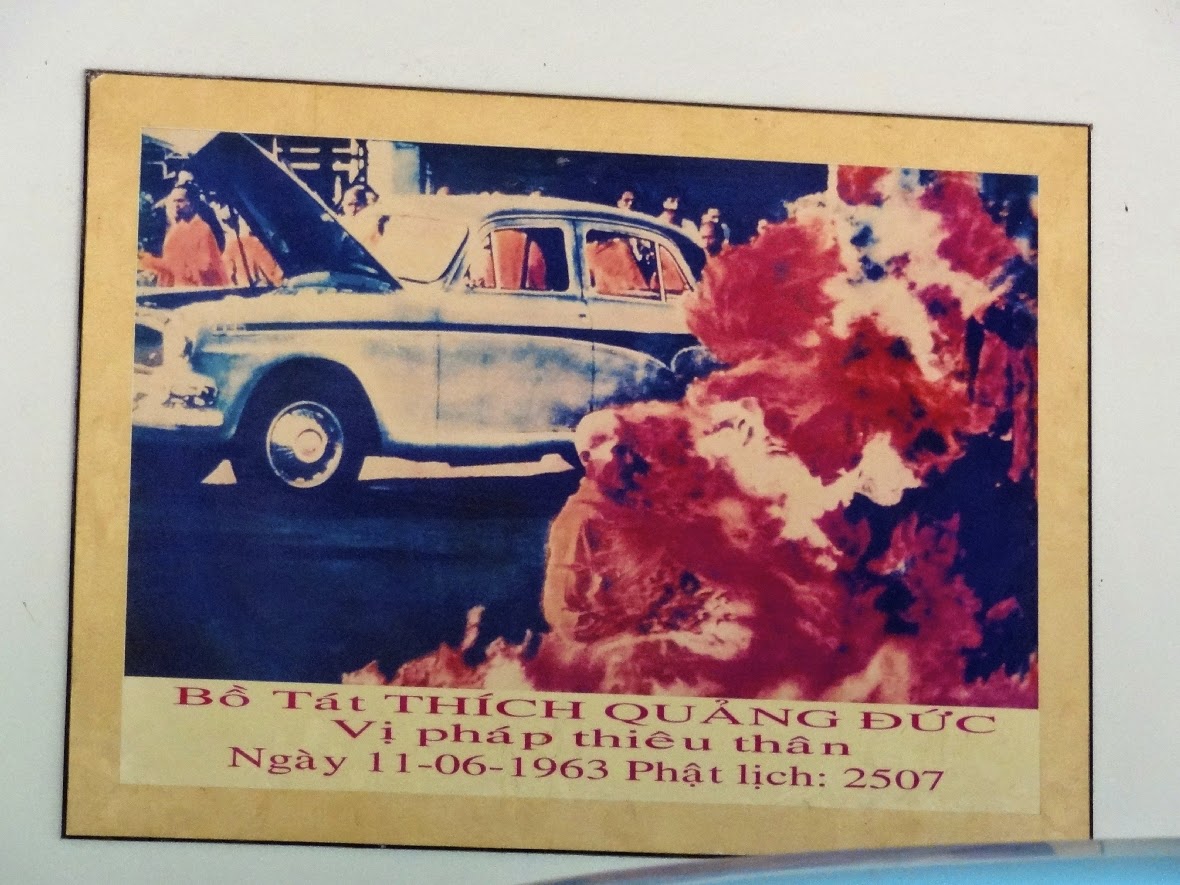 Bồ Tát THÍCH QUẢNG ĐỨC
Vị pháp thiêu thân
Ngày 11-06-1963 Phật lịch: 2507